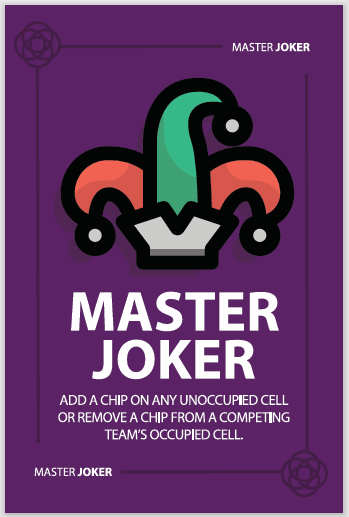 MASTER JOKER
MASTER
JOKER
ADD A CHIP ON ANY UNOCCUPIED CELL
OR REMOVE A CHIP FROM A COMPETING
TEAM'S OCCUPIED CELL.
MASTER JOKER